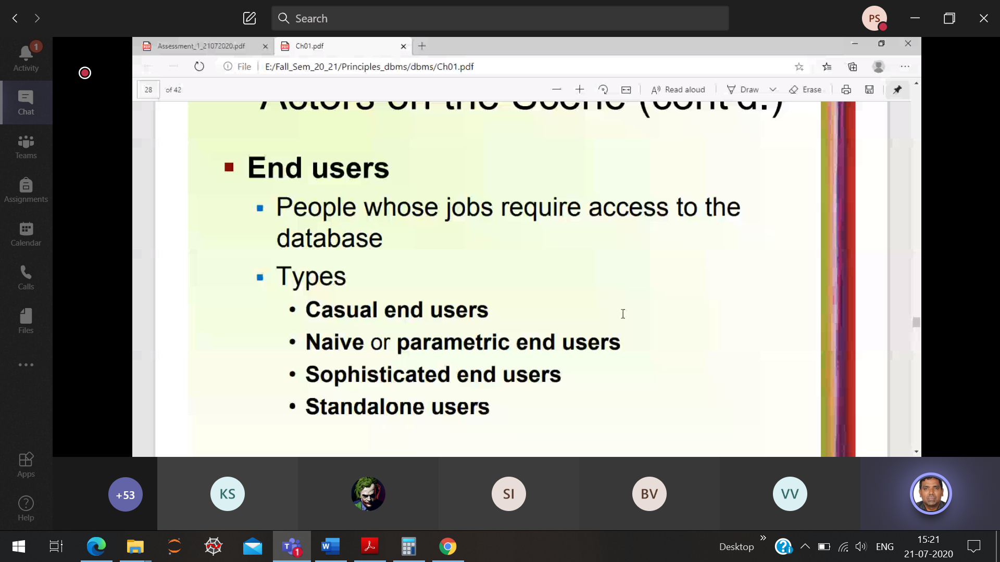 Search
PS
Activity
1
Chat
Teams
Assignments
Calendar
Calls
Files
Apps
Help
Assessment_1_21072020.pdf
Ch01.pdf
File
E:/Fall_Sem_20_21/Principles_dbms/dbms/Ch01.pdf
28 of 42
Read aloud
Draw
Erase
Actors on the Scene (cont'd.)
End users
People whose jobs require access to the
database
Types
• Casual end users
• Naive or parametric end users
• Sophisticated end users
• Standalone users
+53
KS
SI
BV
VV
1
Desktop
ENG
15:21
21-07-2020